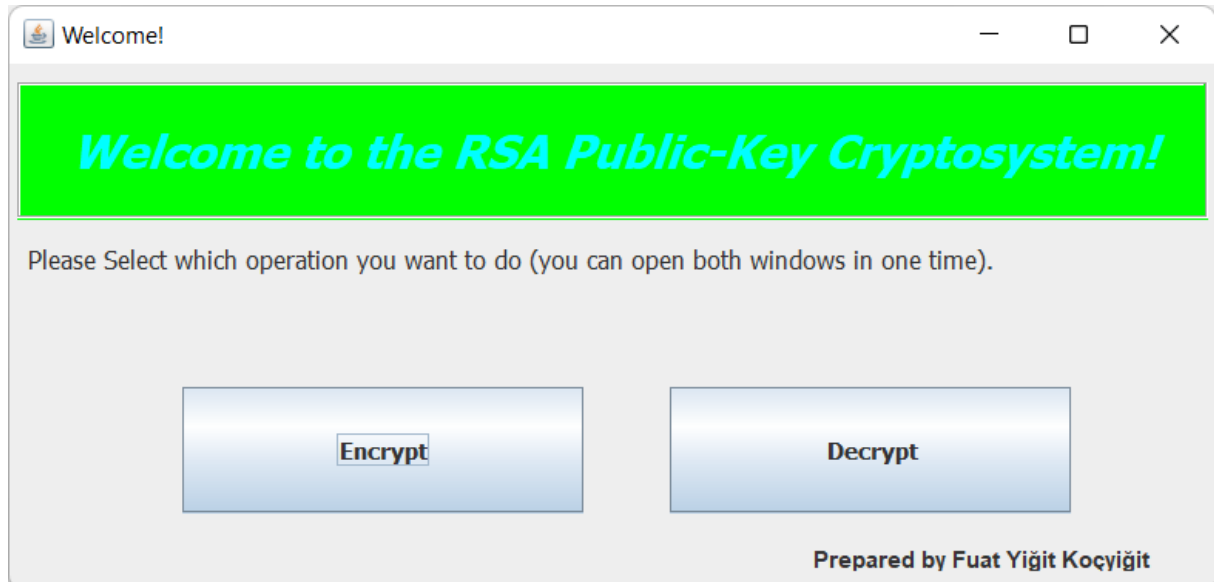 Welcome!
Welcome to the RSA Public-Key Cryptosystem!
Please Select which operation you want to do (you can open both windows in one time).
Encrypt
Decrypt
Prepared by Fuat Yiğit Koçyiğit